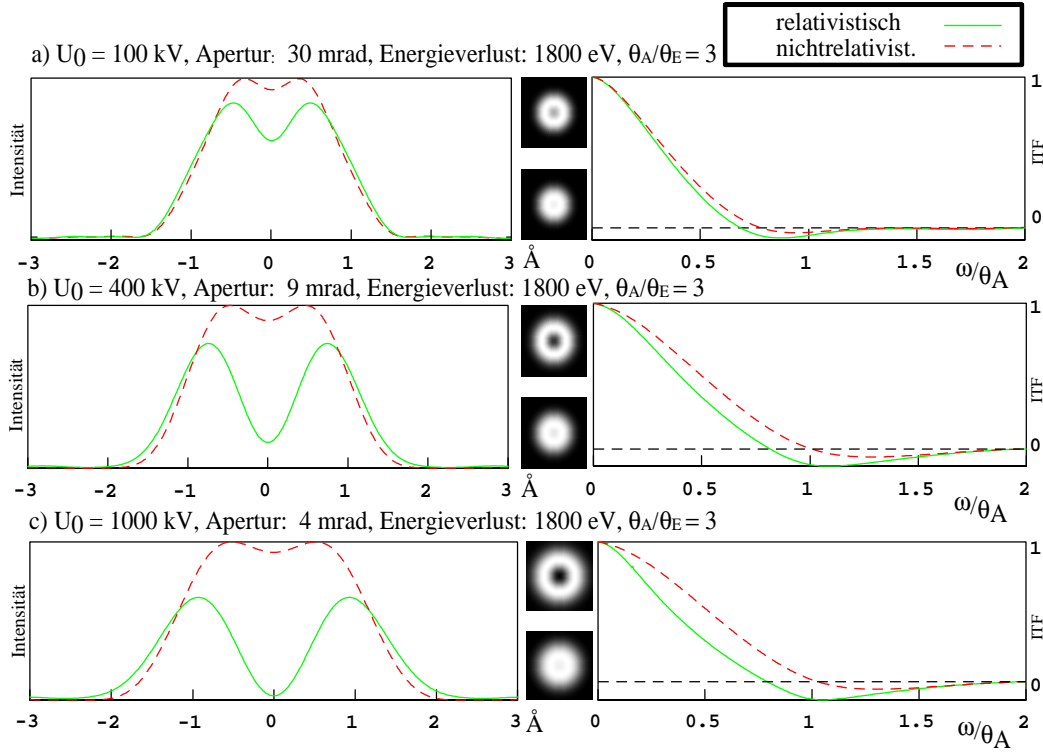 relativistisch
nichtrelativist.
a) U0 = 100 kV, Apertur: 30 mrad, Energieverlust: 1800 eV, θA/θE = 3
Intensität
1
ITF
0
-3 -2 -1 0 1 2 3 Å 0 0.5 1 1.5 ω/θA 2
b) U0 = 400 kV, Apertur: 9 mrad, Energieverlust: 1800 eV, θA/θE = 3
Intensität
1
ITF
0
-3 -2 -1 0 1 2 3 Å 0 0.5 1 1.5 ω/θA 2
c) U0 = 1000 kV, Apertur: 4 mrad, Energieverlust: 1800 eV, θA/θE = 3
Intensität
1
ITF
0
-3 -2 -1 0 1 2 3 Å 0 0.5 1 1.5 ω/θA 2